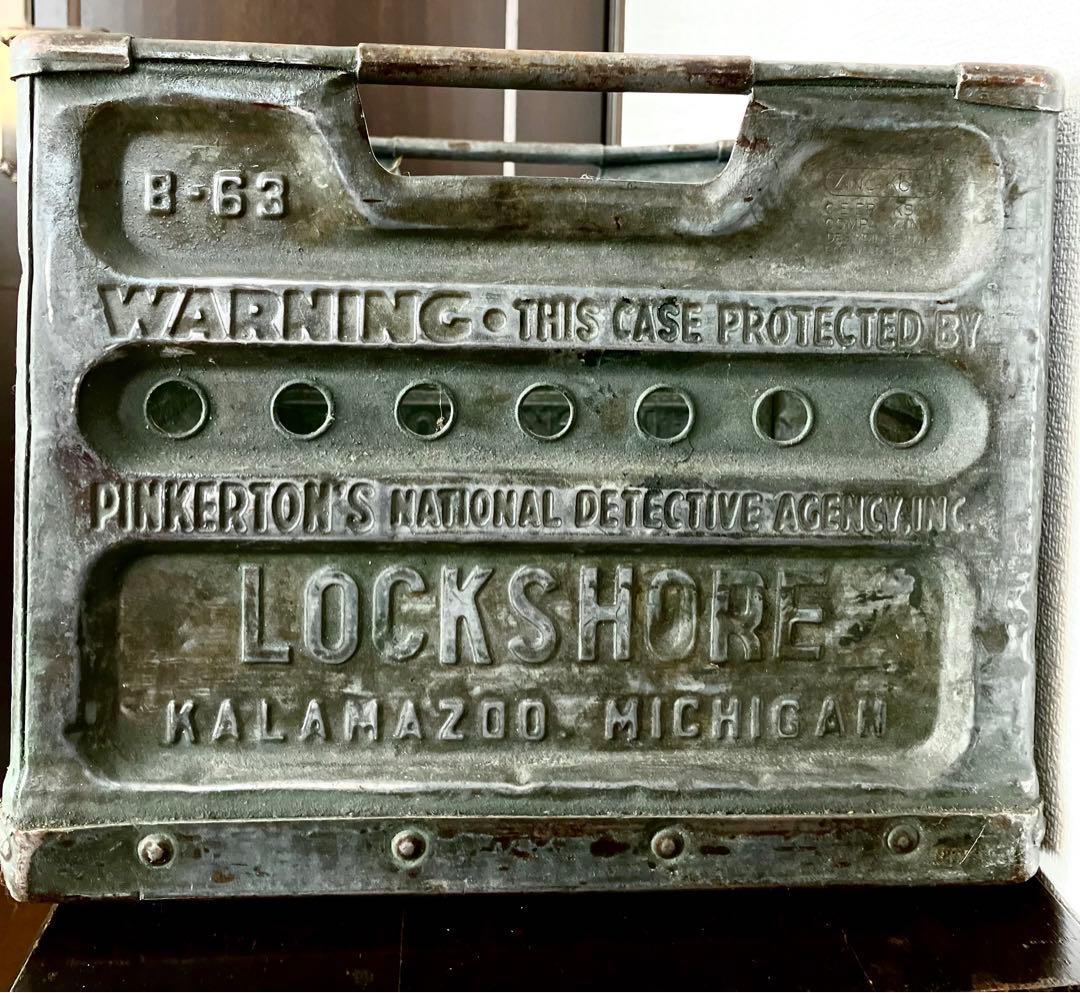 B-63
WARNING • THIS CASE PROTECTED BY
PINKERTON'S NATIONAL DETECTIVE AGENCY, INC.
LOCKSHORE
KALAMAZOO. MICHIGAN